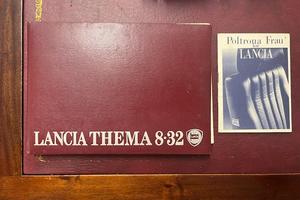 LANCIA THEMA 8·32
Poltrona Frau
LANCIA